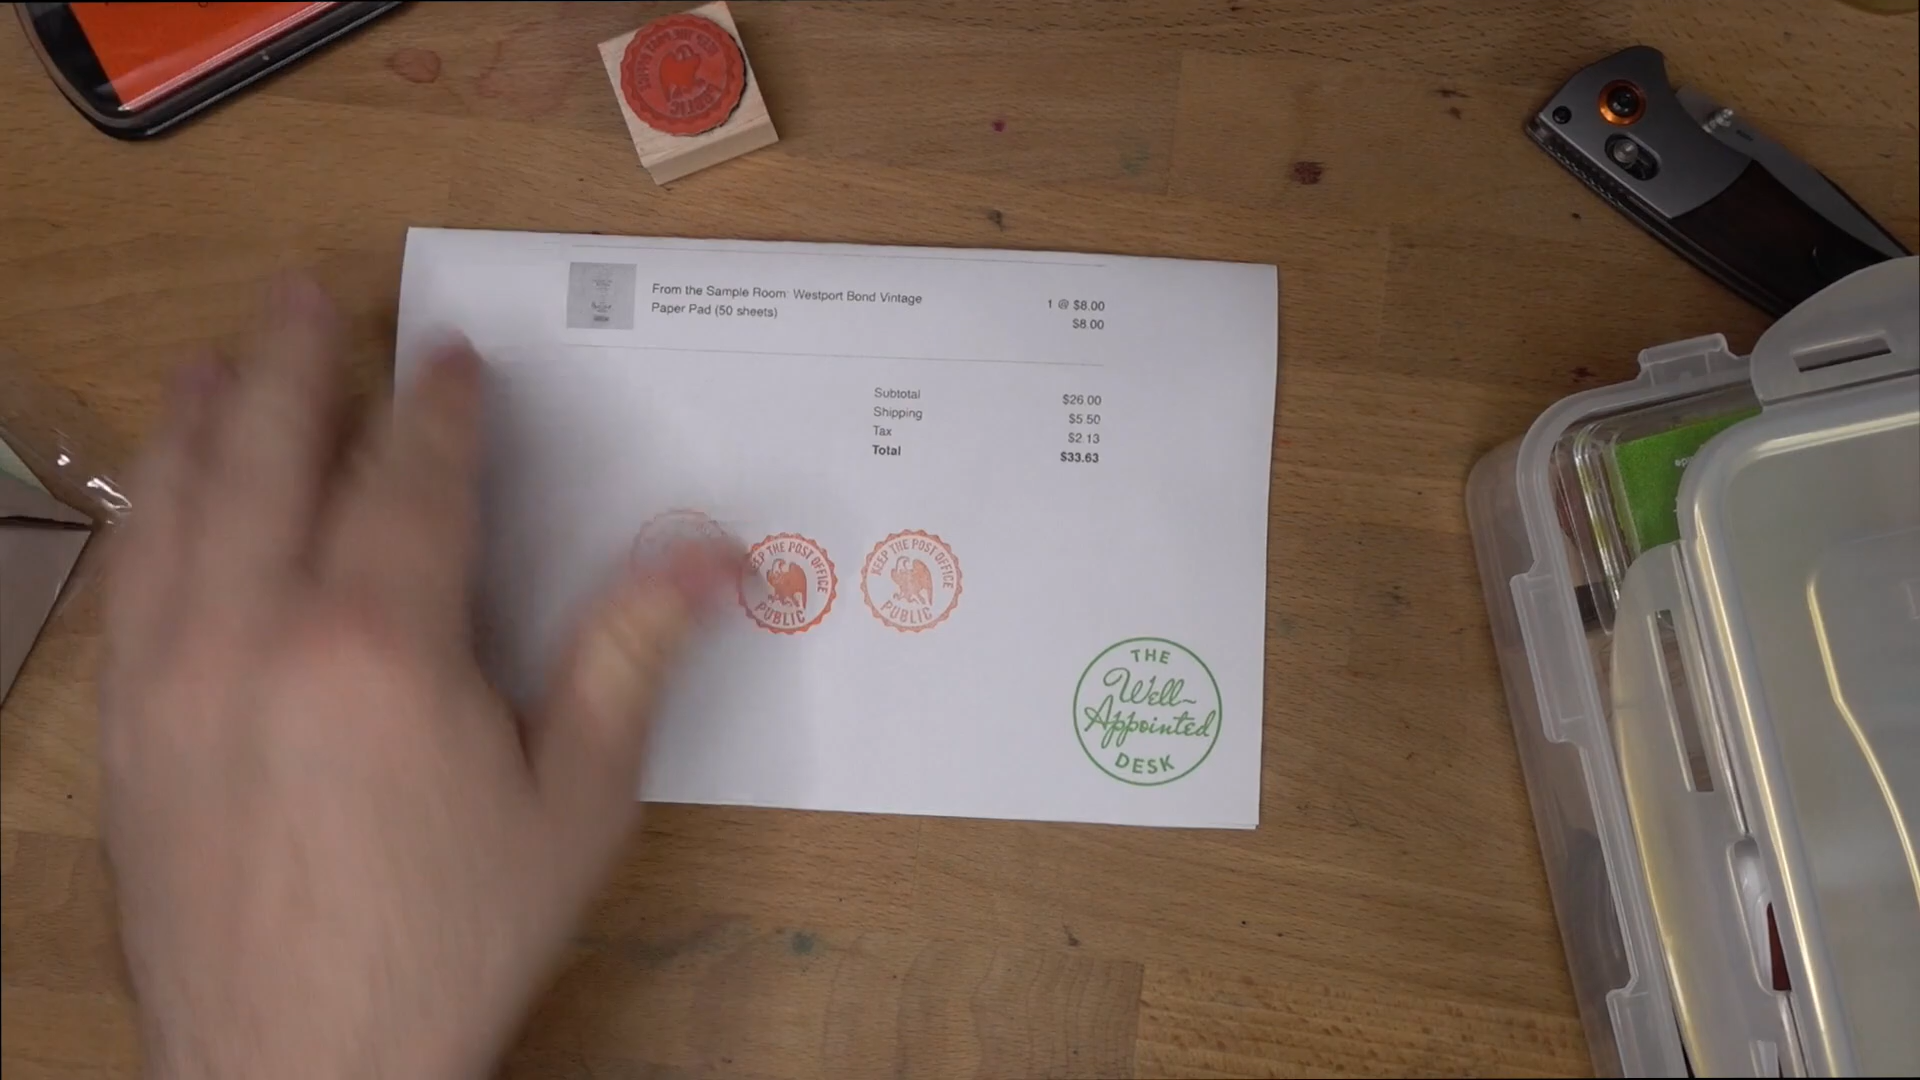 From the Sample Room: Westport Bond Vintage
Paper Pad (50 sheets)
1 @ $8.00
$8.00
Subtotal $26.00
Shipping $5.50
Tax $2.13
Total $33.63
THE POST OFFICE
PUBLIC
KEEP THE POST OFFICE
PUBLIC
THE
Well-
Appointed
DESK